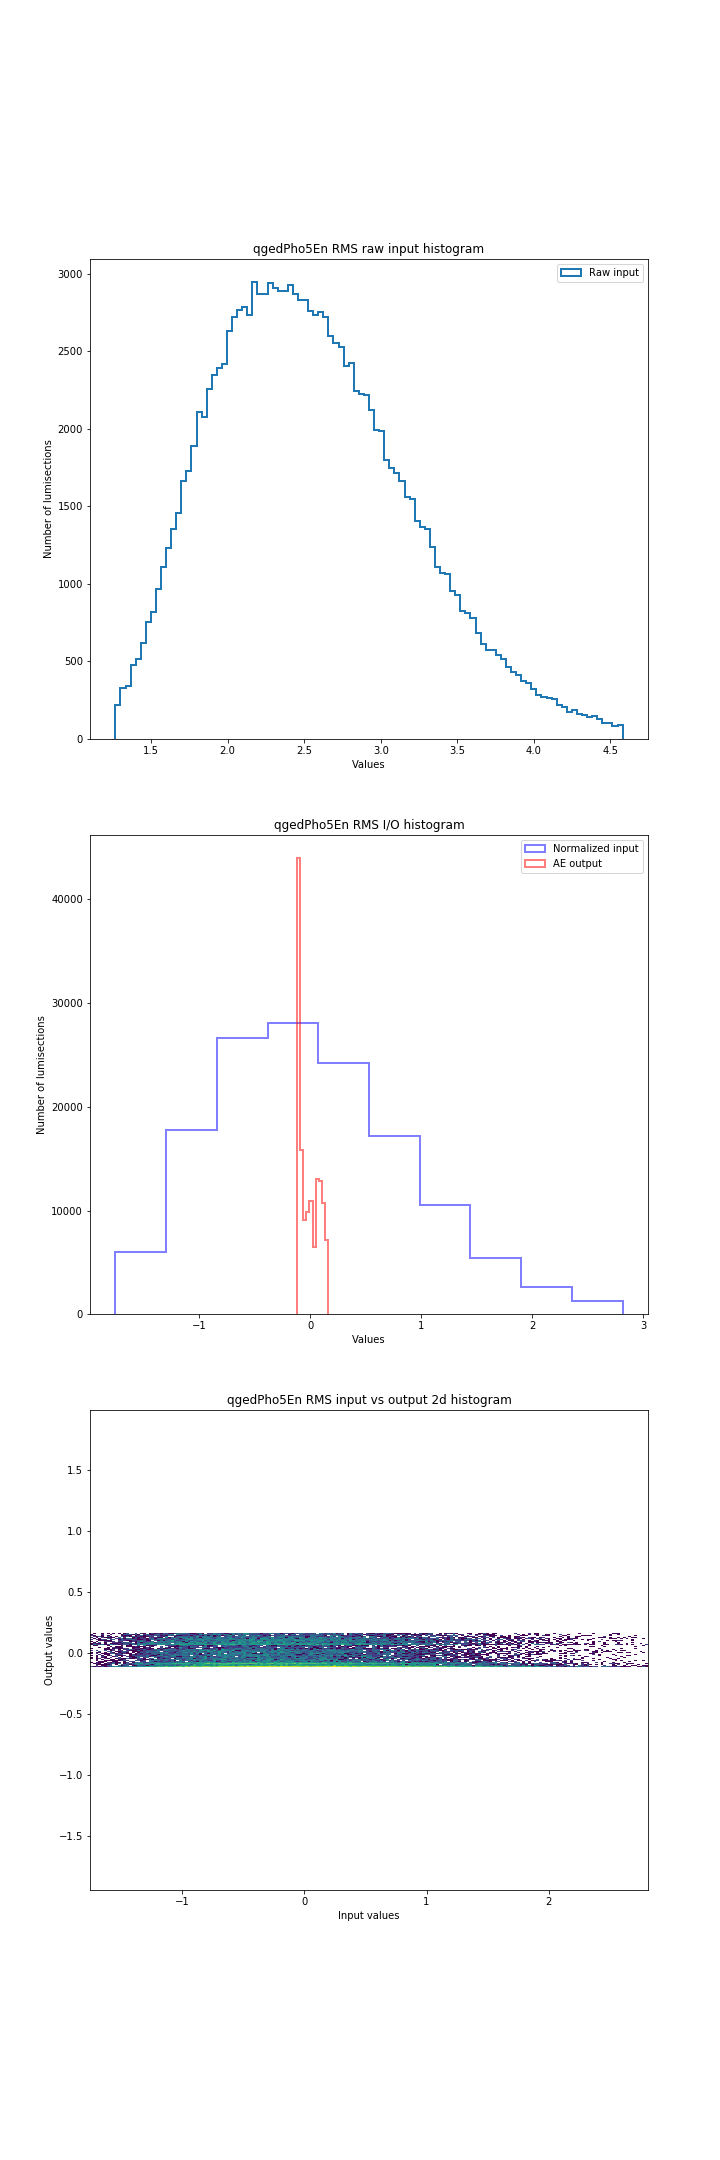 qgedPho5En RMS raw input histogram
Raw input
3000
2500
2000
1500
1000
500
0
Number of lumisections
1.5 2.0 2.5 3.0 3.5 4.0 4.5
Values
qgedPho5En RMS I/O histogram
Normalized input
AE output
40000
30000
20000
10000
0
Number of lumisections
−1 0 1 2 3
Values
qgedPho5En RMS input vs output 2d histogram
1.5
1.0
0.5
0.0
−0.5
−1.0
−1.5
Output values
−1 0 1 2
Input values